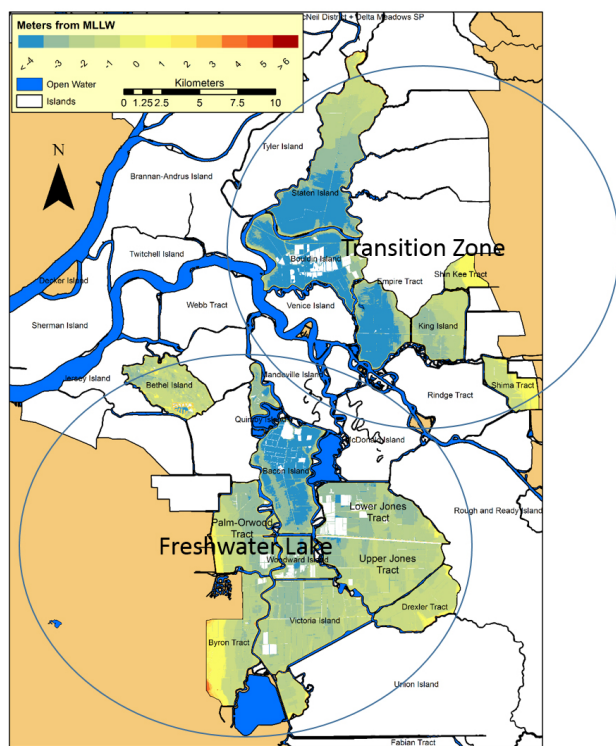 Meters from MLLW
cNeil District + Delta Meadows SP
<-4 -3 -2 -1 0 1 2 3 4 5 >6
Open Water
Islands
Kilometers
0 1.25 2.5 5 7.5 10
N
Tyler Island
Brannan-Andrus Island
Staton Island
Transition Zone
Twitchell Island
Bouldin Island
Shin Kee Tract
Decker Island
Empire Tract
Webb Tract
Venice Island
Sherman Island
King Island
Mandeville Island
Jersey Island
Bethel Island
Shima Tract
Ridge Tract
Quimby Island
McDonald Island
Bacon Island
Lower Jones
Tract
Rough and Ready Island
Palm-Orwood
Tract
Freshwater Lake
Woodward Island
Upper Jones
Tract
Drexler Tract
Victoria Island
Byron Tract
Union Island
Fabian Tract